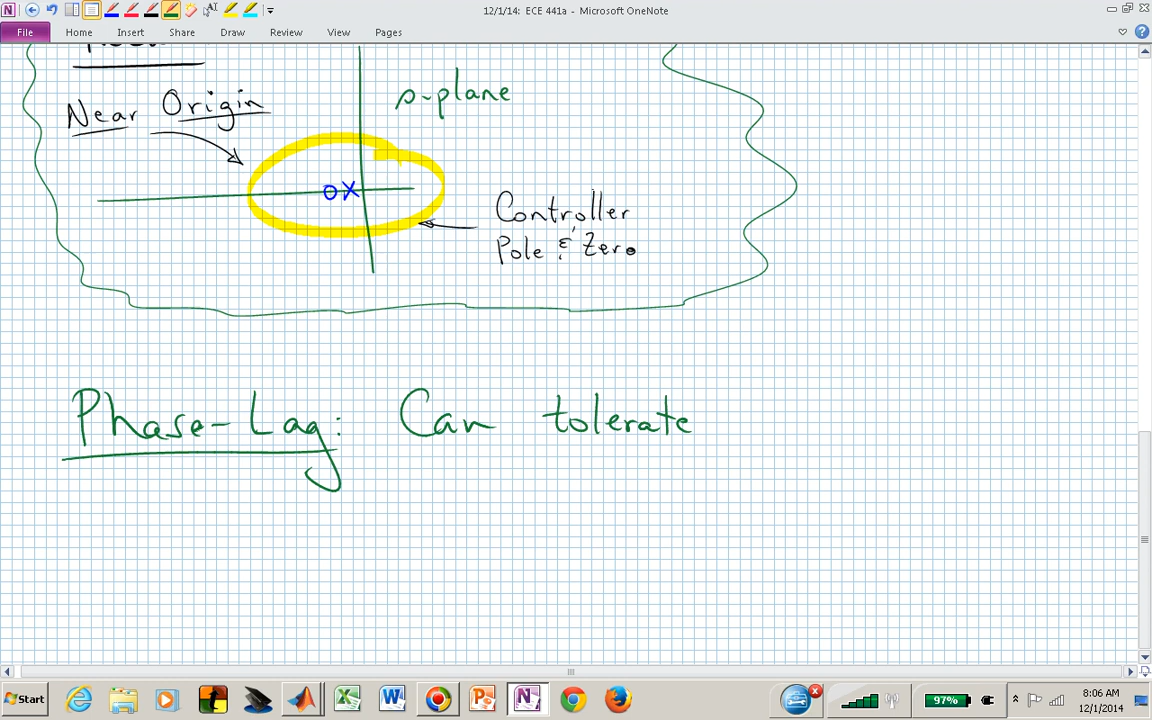 12/1/14: ECE 441a - Microsoft OneNote
File Home Insert Share Draw Review View Pages
s-plane
Near Origin
Controller
Pole & Zero
Phase-Lag: Can tolerate
Start
97%
8:06 AM
12/1/2014